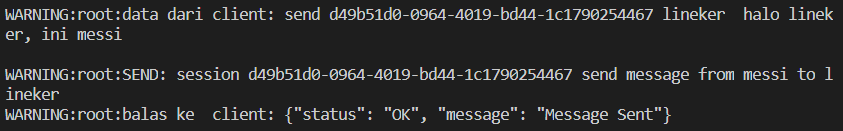 WARNING:root:data dari client: send d49b51d0-0964-4019-bd44-1c1790254467 lineker  halo linek
er, ini messi
WARNING:root:SEND: session d49b51d0-0964-4019-bd44-1c1790254467 send message from messi to l
ineker
WARNING:root:balas ke  client: {"status": "OK", "message": "Message Sent"}